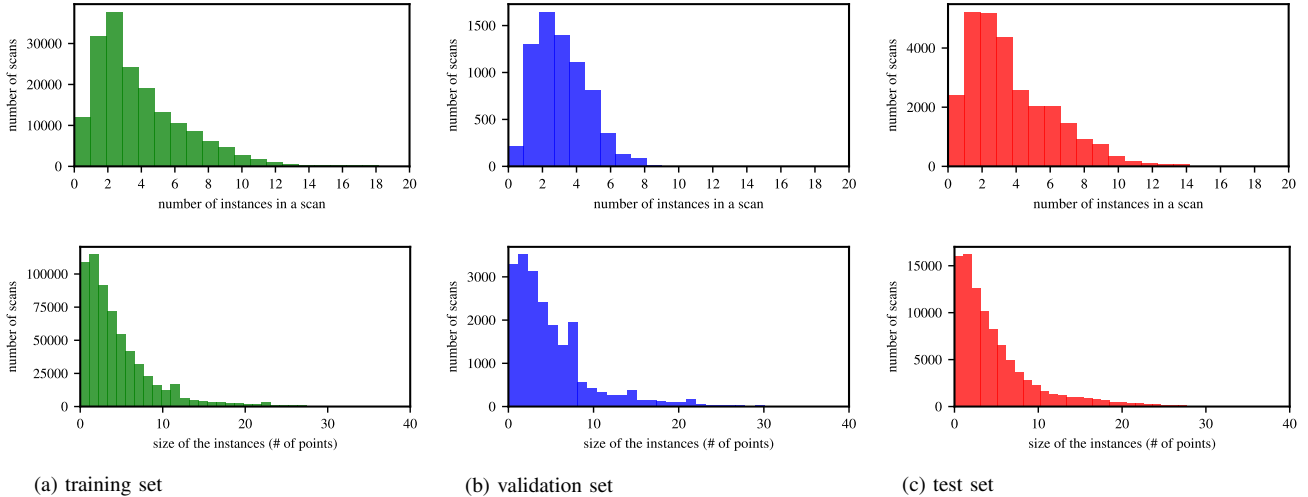 number of scans
30000
20000
10000
0
0 2 4 6 8 10 12 14 16 18 20
number of instances in a scan
number of scans
1500
1000
500
0
0 2 4 6 8 10 12 14 16 18 20
number of instances in a scan
number of scans
4000
2000
0
0 2 4 6 8 10 12 14 16 18 20
number of instances in a scan
number of scans
100000
75000
50000
25000
0
0 10 20 30 40
size of the instances (# of points)
number of scans
3000
2000
1000
0
0 10 20 30 40
size of the instances (# of points)
number of scans
15000
10000
5000
0
0 10 20 30 40
size of the instances (# of points)
(a) training set
(b) validation set
(c) test set